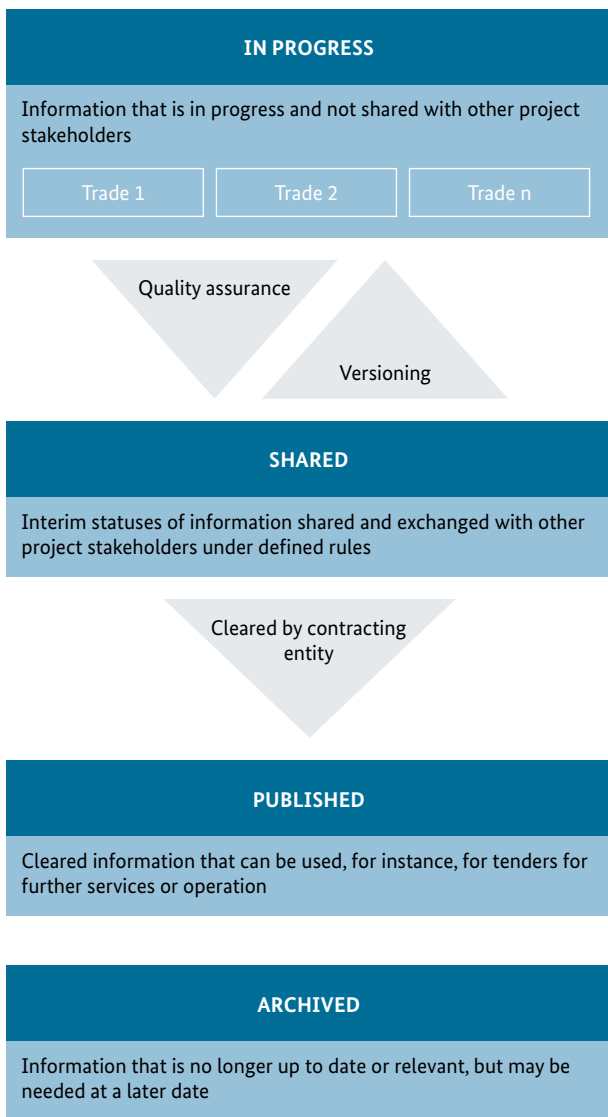 IN PROGRESS
Information that is in progress and not shared with other project
stakeholders
Trade 1
Trade 2
Trade n
Quality assurance
Versioning
SHARED
Interim statuses of information shared and exchanged with other
project stakeholders under defined rules
Cleared by contracting
entity
PUBLISHED
Cleared information that can be used, for instance, for tenders for
further services or operation
ARCHIVED
Information that is no longer up to date or relevant, but may be
needed at a later date